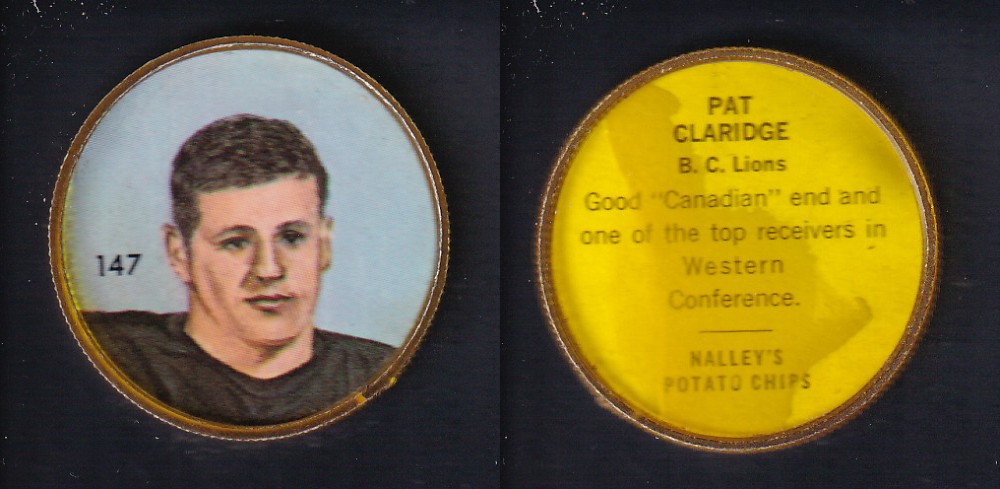 147
PAT
CLARIDGE
B. C. Lions
Good "Canadian" end and
one of the top receivers in
Western
Conference.
NALLEY'S
POTATO CHIPS